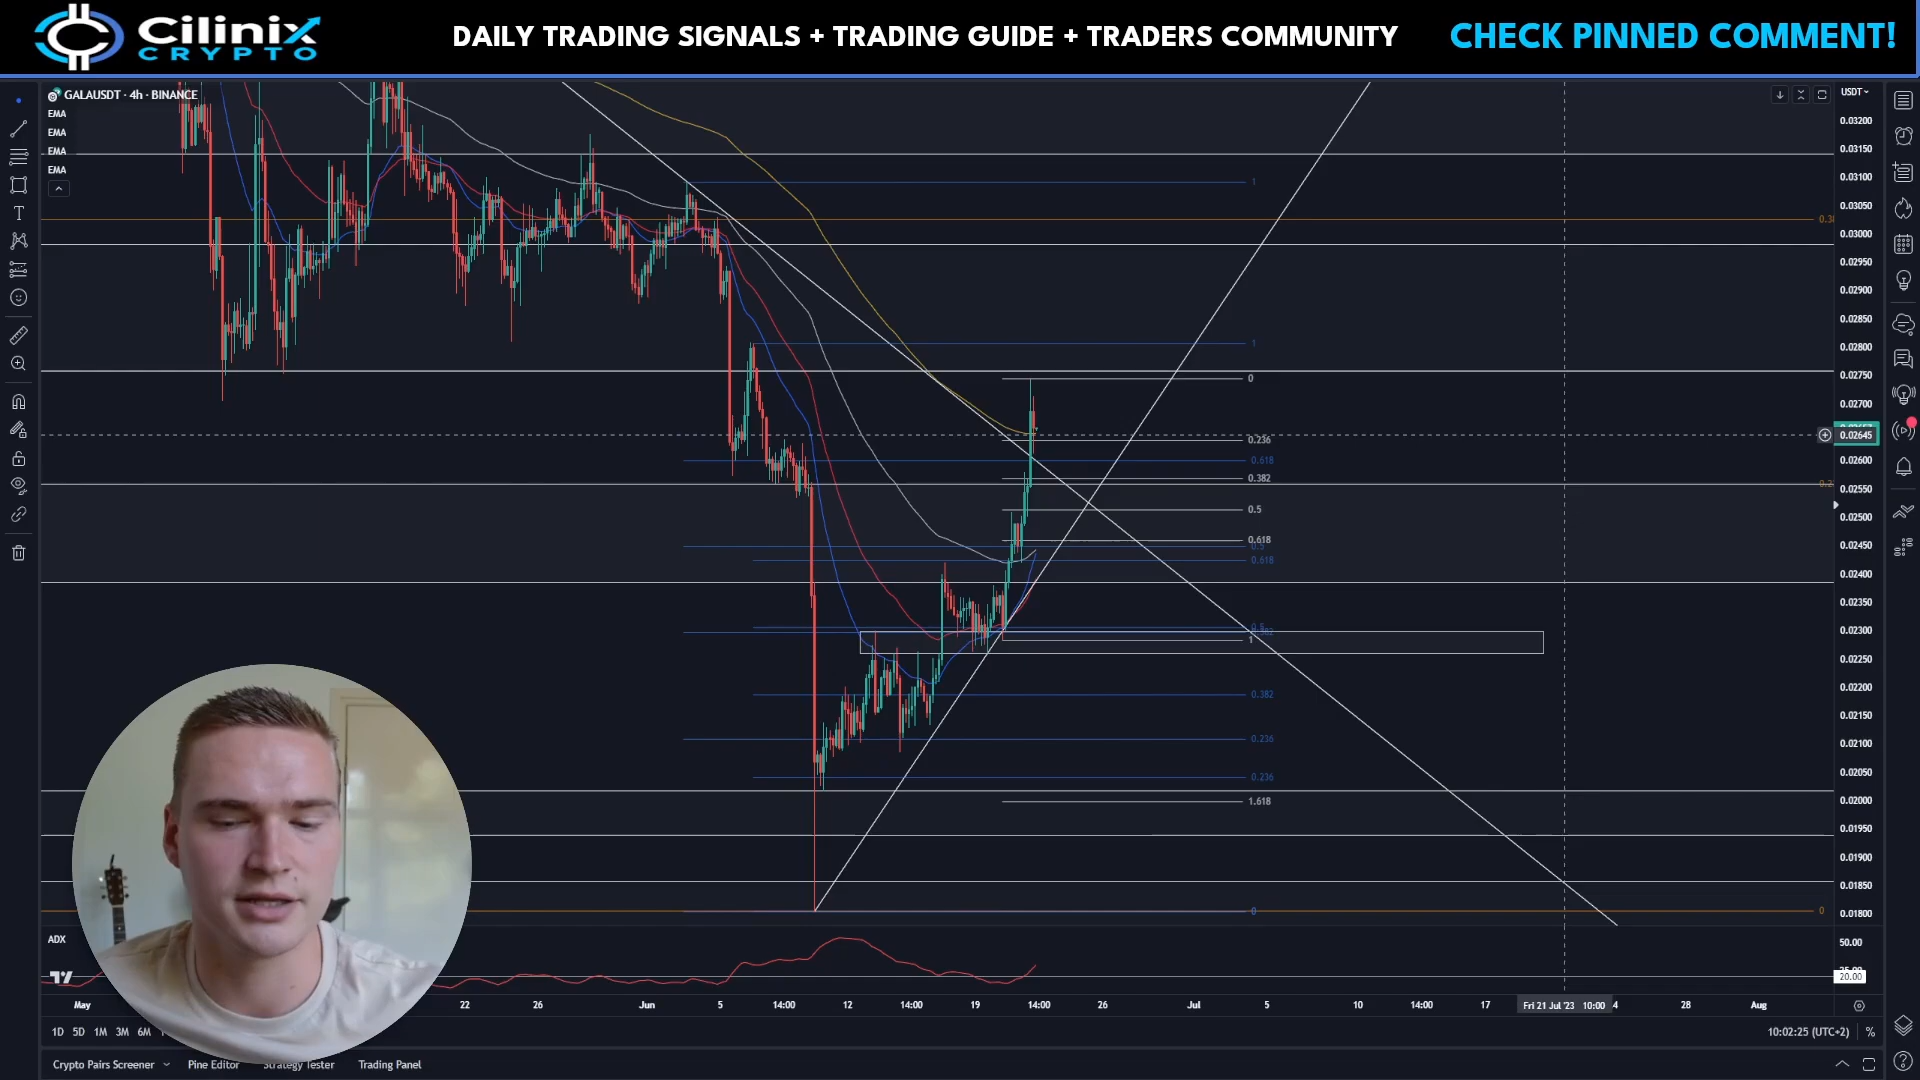 Cilinix
CRYPTO
DAILY TRADING SIGNALS + TRADING GUIDE + TRADERS COMMUNITY
CHECK PINNED COMMENT!
GALAUSDT · 4h · BINANCE
EMA
EMA
EMA
EMA
USDT
0.03200
0.03150
0.03100
0.03050
0.03000
0.02950
0.02900
0.02850
0.02800
0.02750
0.02700
0.02645
0.02600
0.02550
0.02500
0.02450
0.02400
0.02350
0.02300
0.02250
0.02200
0.02150
0.02100
0.02050
0.02000
0.01950
0.01900
0.01850
0.01800
1
1
0
0.236
0.618
0.382
0.5
0.618
0.5
0.618
1
0.382
0.236
0.236
1.618
0
0
ADX
50.00
20.00
May
22
26
Jun
5
14:00
12
14:00
19
14:00
26
Jul
5
10
14:00
17
Fri 21 Jul '23 10:00
28
Aug
1D 5D 1M 3M 6M
10:02:25 (UTC+2)
%
Crypto Pairs Screener
Pine Editor
Strategy Tester
Trading Panel